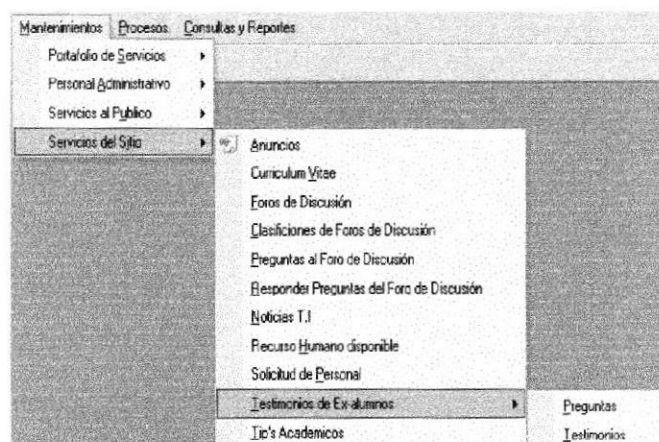 Mantenimientos Procesos Consultas y Reportes
Portafolio de Servicios
Personal Administrativo
Servicios al Publico
Servicios del Sitio
Anuncios
Curriculum Vitae
Foros de Discusión
Clasificiones de Foros de Discusión
Preguntas al Foro de Discusión
Responder Preguntas del Foro de Discusión
Noticias T.I
Recurso Humano disponible
Solicitud de Personal
Testimonios de Ex-alumnos
Preguntas
Tip's Academicos
Testimonios